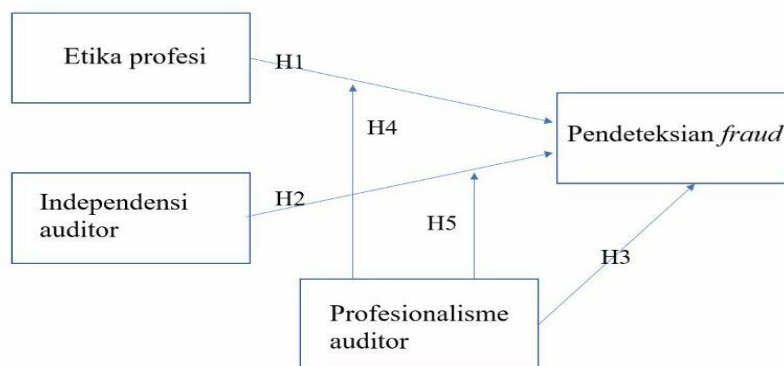 Etika profesi
H1
H4
Pendeteksian fraud
Independensi
auditor
H2
H5
H3
Profesionalisme
auditor